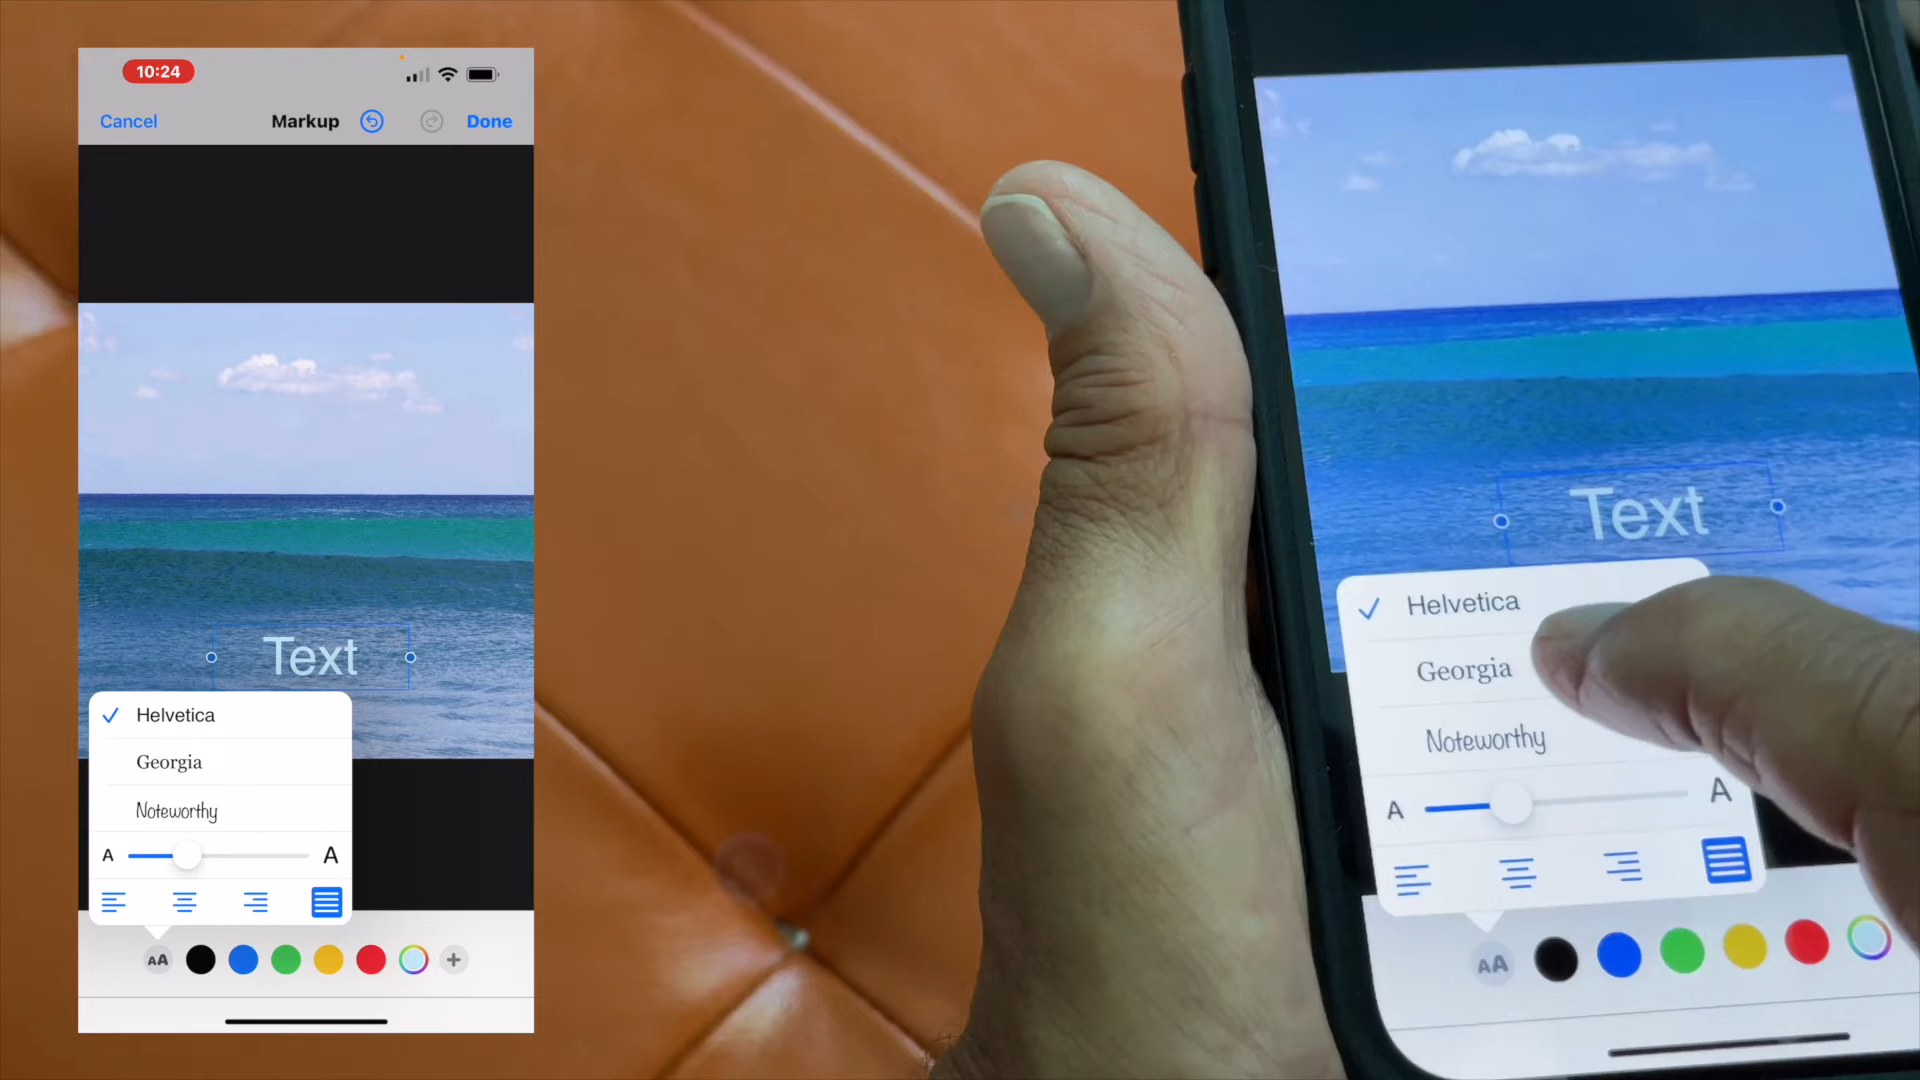 10:24
Cancel Markup Done
Text
Helvetica
Georgia
Noteworthy
A A
AA
Text
Helvetica
Georgia
Noteworthy
A A
AA